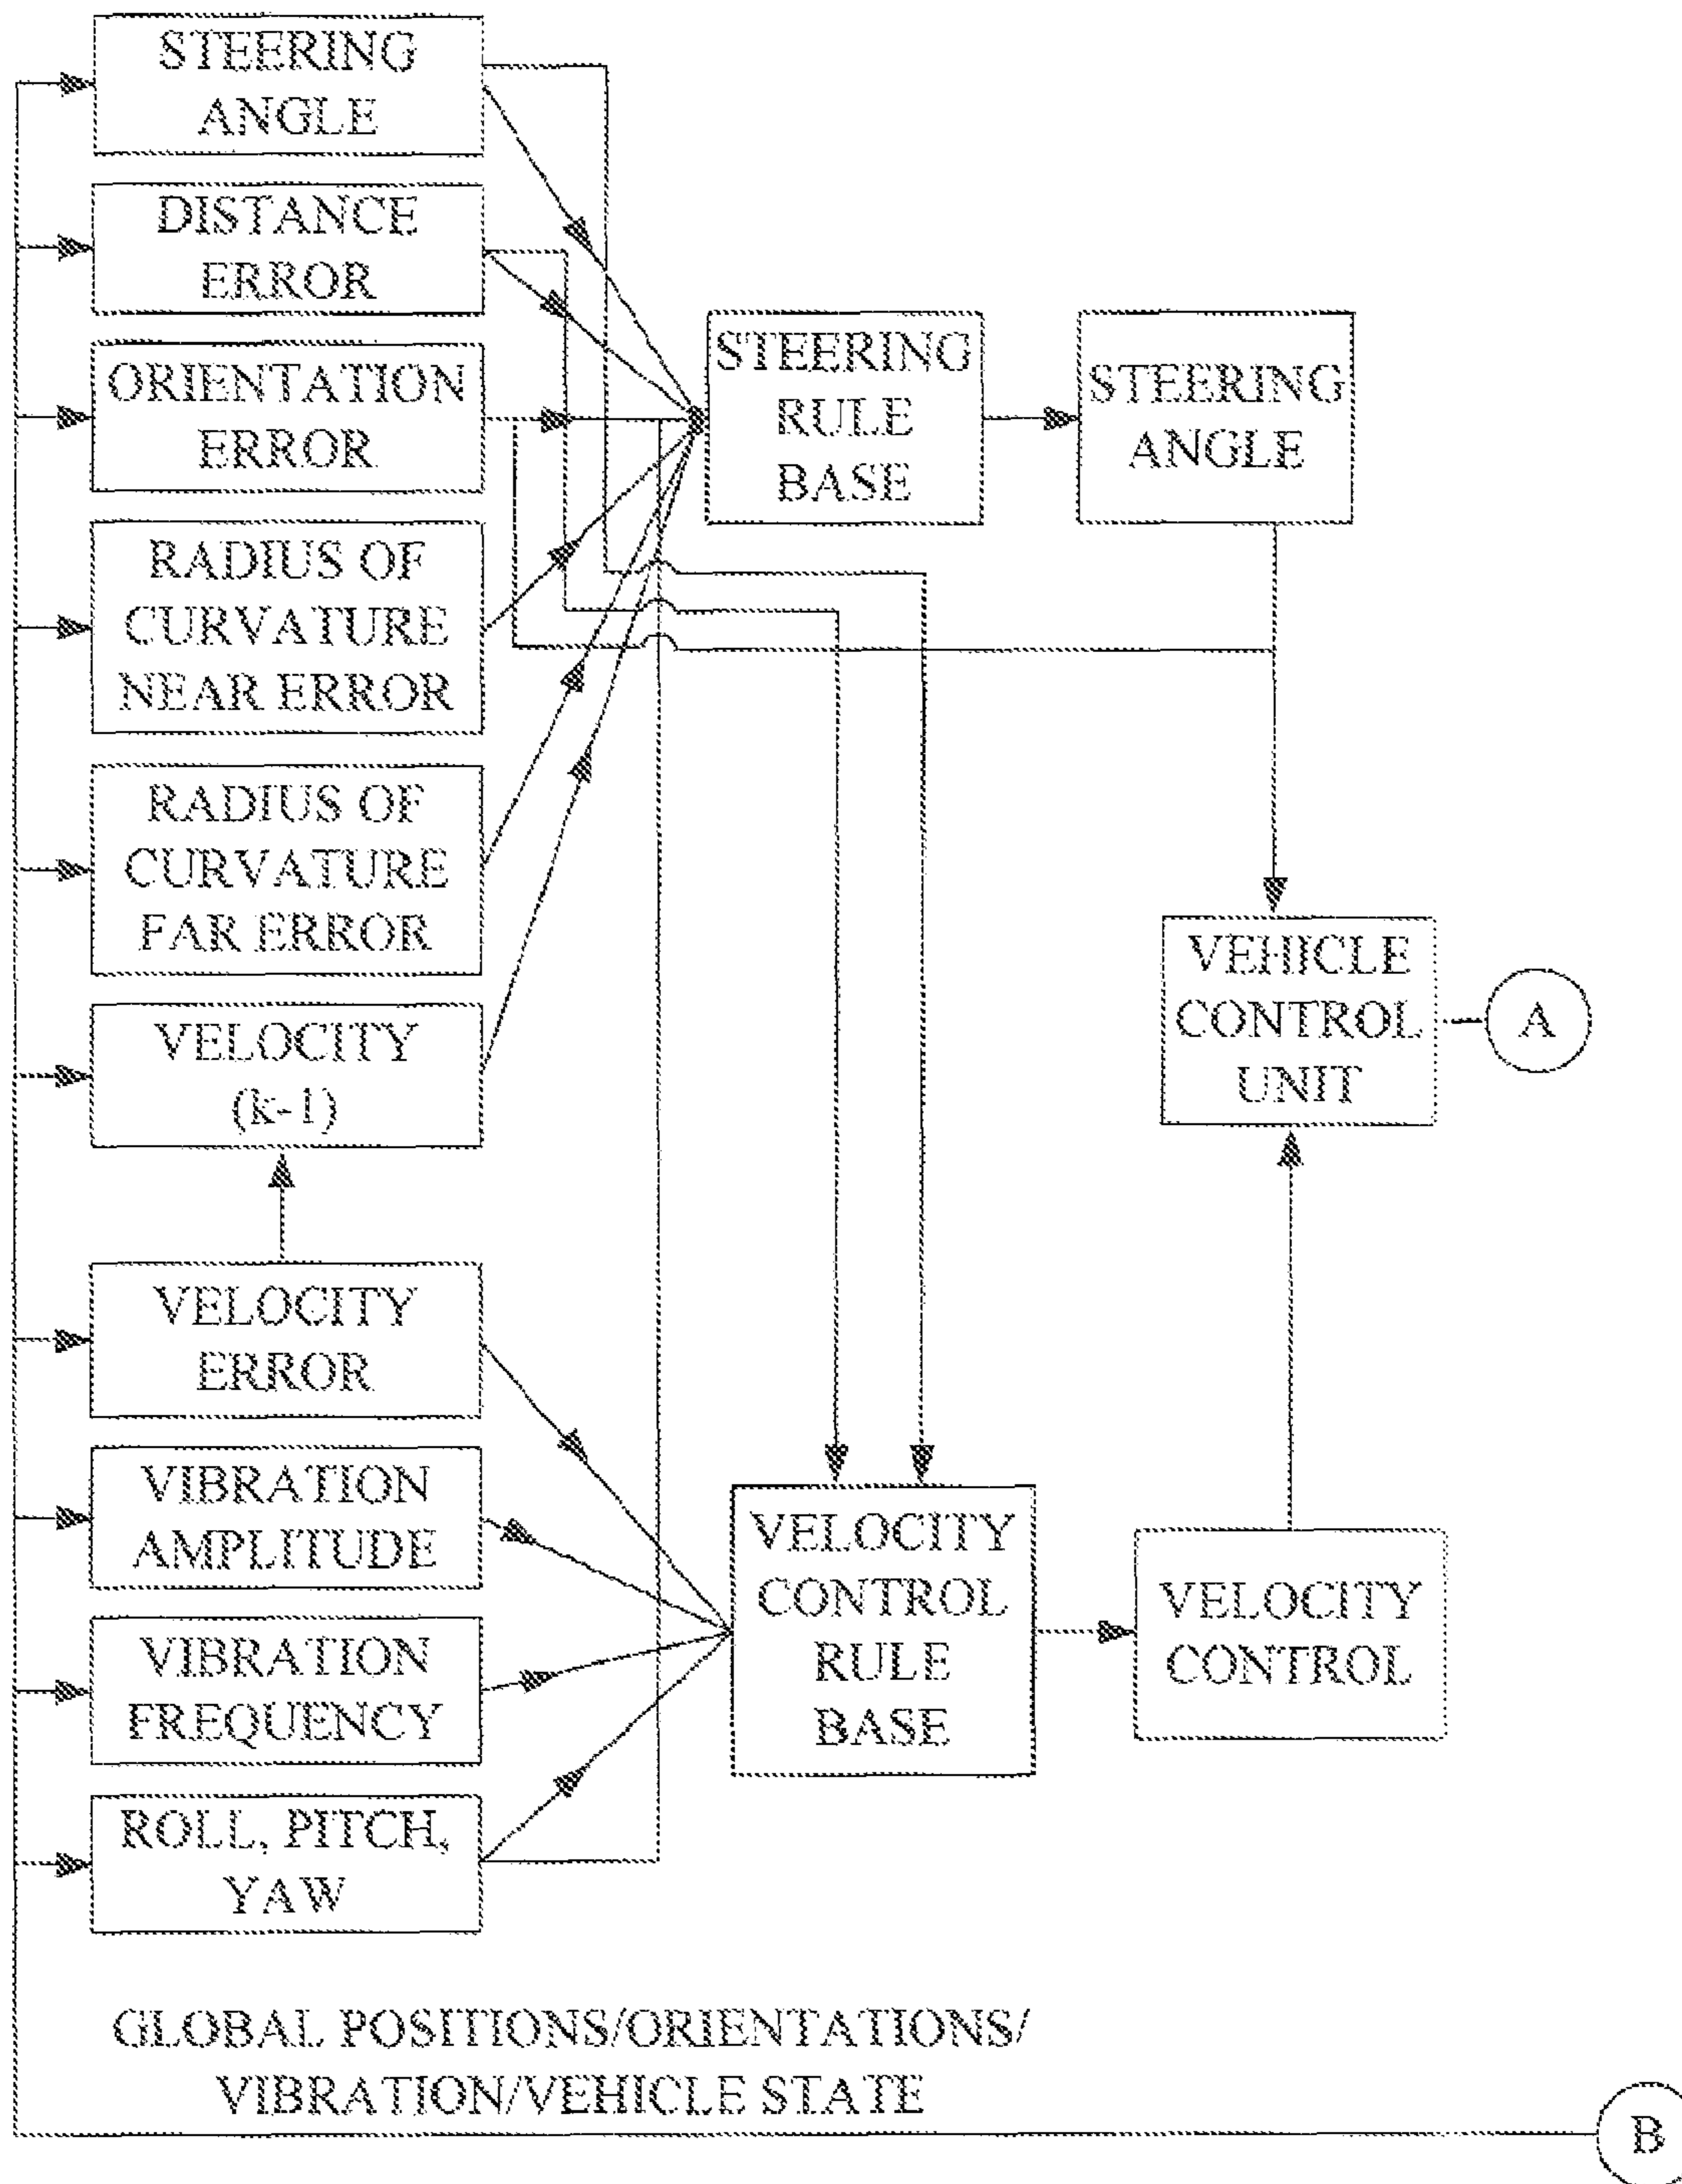 STEERING
ANGLE
DISTANCE
ERROR
ORIENTATION
ERROR
RADIUS OF
CURVATURE
NEAR ERROR
RADIUS OF
CURVATURE
FAR ERROR
VELOCITY
(k-1)
VELOCITY
ERROR
VIBRATION
AMPLITUDE
VIBRATION
FREQUENCY
ROLL, PITCH,
YAW
STEERING
RULE
BASE
STEERING
ANGLE
VEHICLE
CONTROL
UNIT
A
VELOCITY
CONTROL
RULE
BASE
VELOCITY
CONTROL
GLOBAL POSITIONS/ORIENTATIONS/
VIBRATION/VEHICLE STATE
B